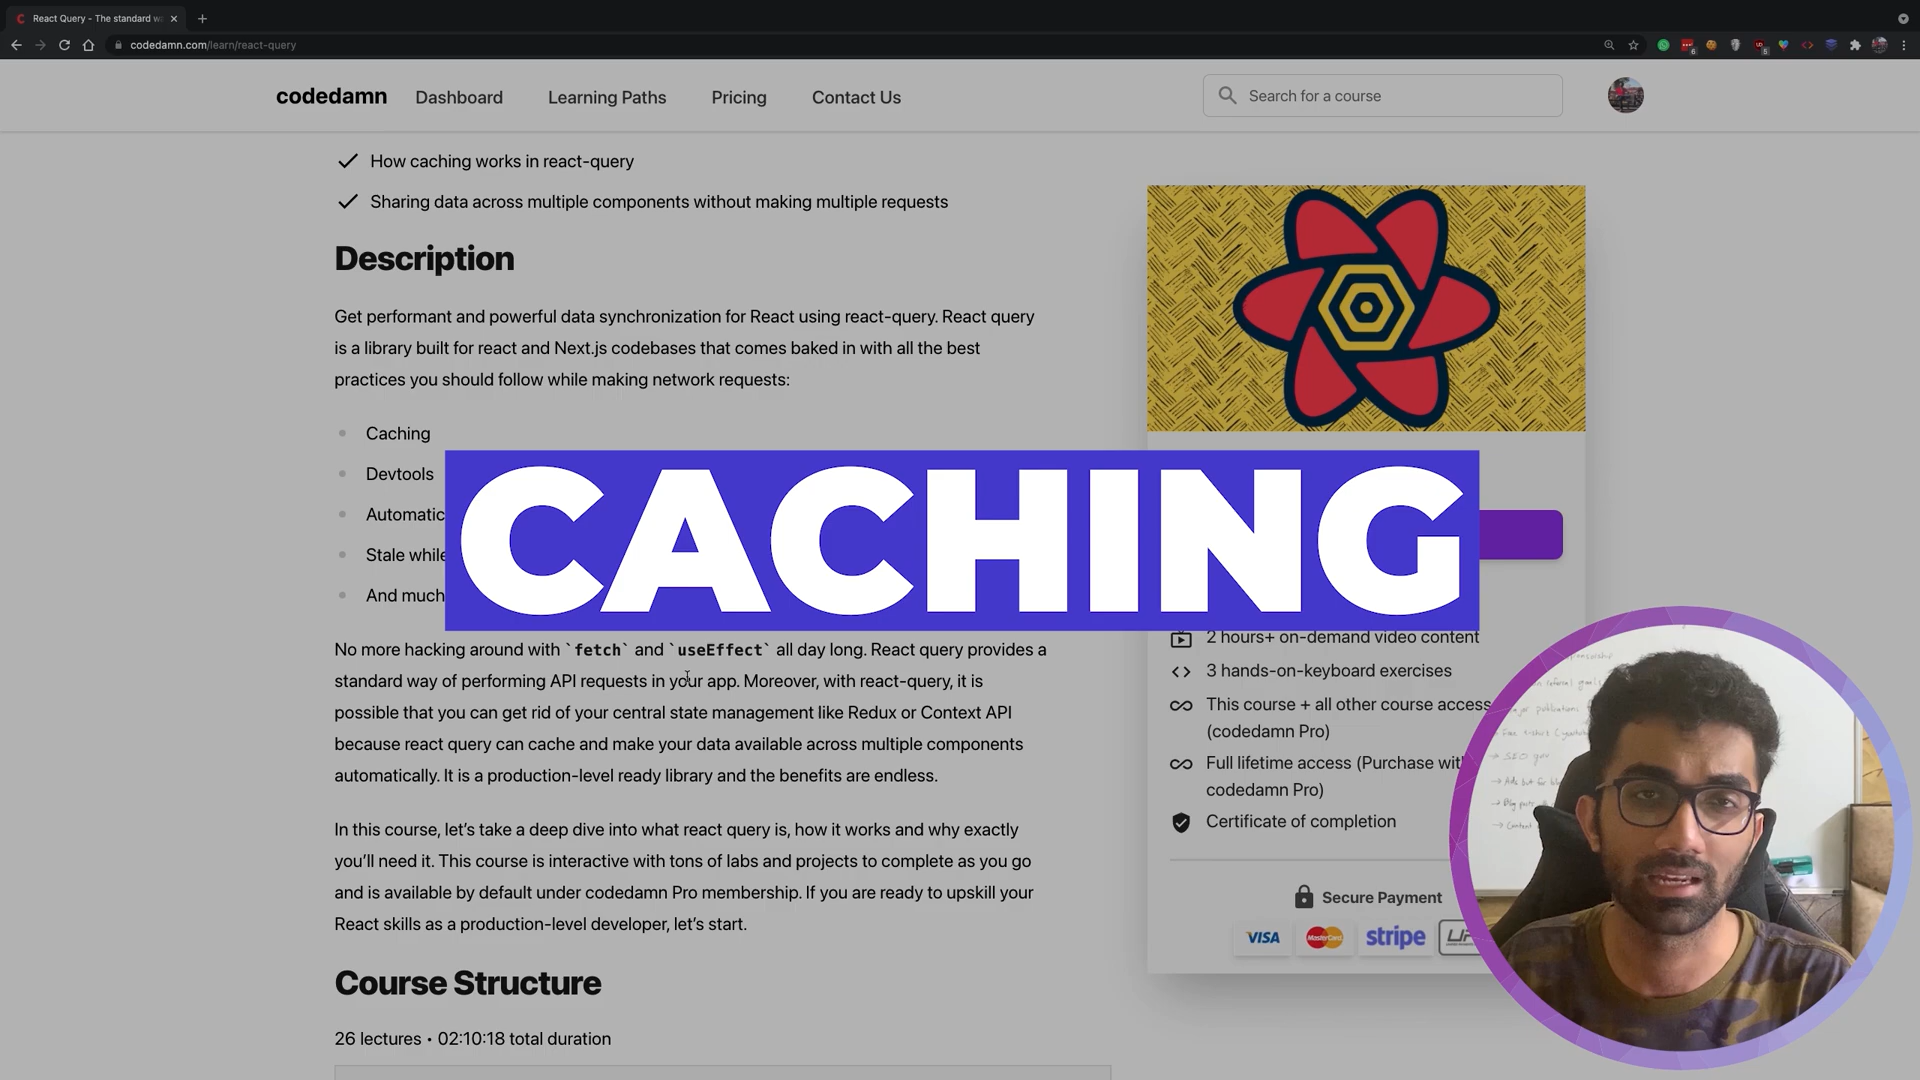 React Query - The standard w
codedamn.com/learn/react-query
codedamn
Dashboard
Learning Paths
Pricing
Contact Us
Search for a course
How caching works in react-query
Sharing data across multiple components without making multiple requests
Description
Get performant and powerful data synchronization for React using react-query. React query
is a library built for react and Next.js codebases that comes baked in with all the best
practices you should follow while making network requests:
Caching
Devtools
Automatic
Stale while
And much
CACHING
No more hacking around with `fetch` and `useEffect` all day long. React query provides a
standard way of performing API requests in your app. Moreover, with react-query, it is
possible that you can get rid of your central state management like Redux or Context API
because react query can cache and make your data available across multiple components
automatically. It is a production-level ready library and the benefits are endless.
In this course, let's take a deep dive into what react query is, how it works and why exactly
you'll need it. This course is interactive with tons of labs and projects to complete as you go
and is available by default under codedamn Pro membership. If you are ready to upskill your
React skills as a production-level developer, let's start.
Course Structure
26 lectures • 02:10:18 total duration
2 hours+ on-demand video content
3 hands-on-keyboard exercises
This course + all other course access
(codedamn Pro)
Full lifetime access (Purchase wit
codedamn Pro)
Certificate of completion
Secure Payment
VISA
MasterCard
stripe